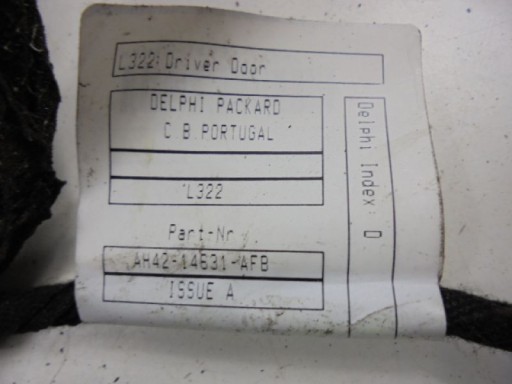 L322 Driver Door
DELPHI PACKARD
C.B.PORTUGAL
L322
Part-Nr
AH42-14631-AFB
ISSUE A
Delphi Index: D